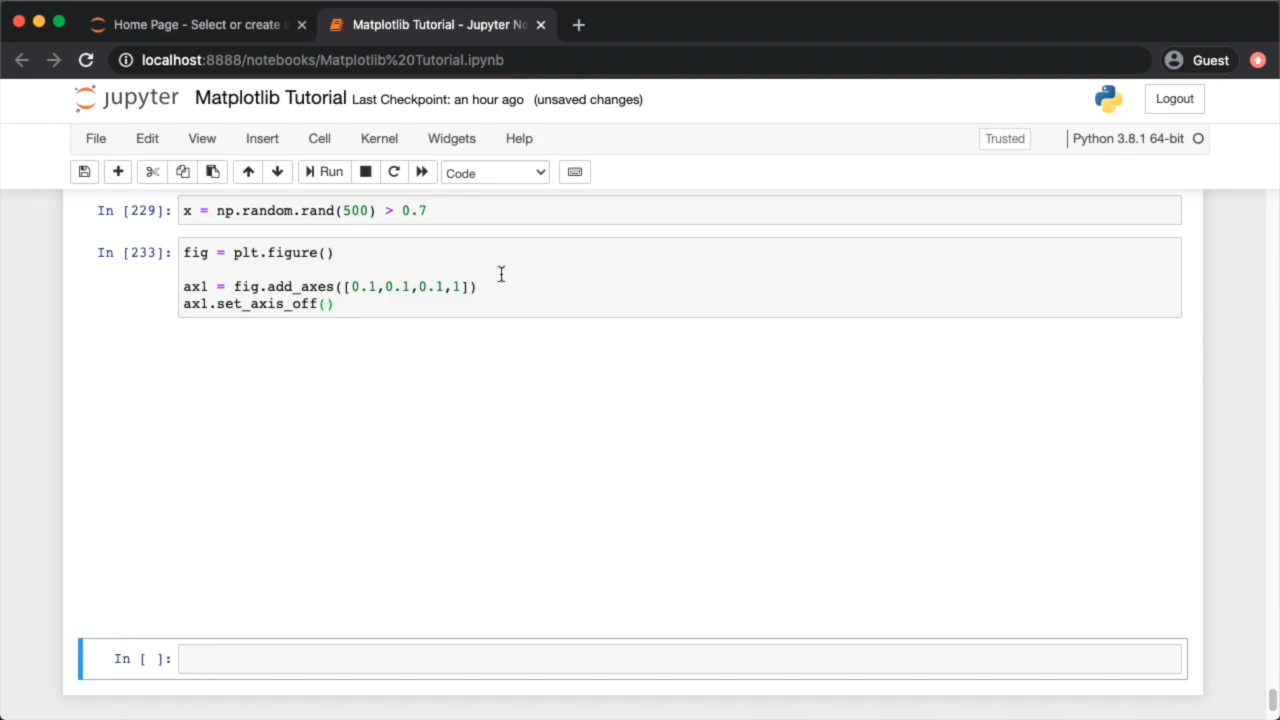 Home Page - Select or create a
Matplotlib Tutorial - Jupyter No
localhost:8888/notebooks/Matplotlib%20Tutorial.ipynb
Guest
jupyter Matplotlib Tutorial Last Checkpoint: an hour ago (unsaved changes)
Logout
File Edit View Insert Cell Kernel Widgets Help
Trusted
Python 3.8.1 64-bit
Run
Code
In [229]: x = np.random.rand(500) > 0.7
In [233]: fig = plt.figure()
ax1 = fig.add_axes([0.1,0.1,0.1,1])
ax1.set_axis_off()
In [ ]: